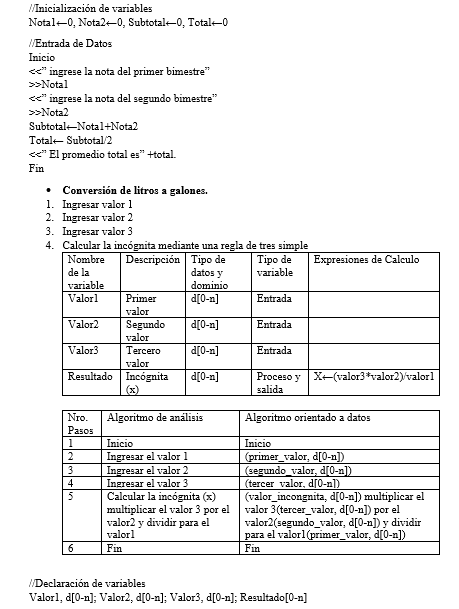 //Inicialización de variables
Nota1←0, Nota2←0, Subtotal←0, Total←0
//Entrada de Datos
Inicio
<<” ingrese la nota del primer bimestre”
>>Nota1
<<” ingrese la nota del segundo bimestre”
>>Nota2
Subtotal←Nota1+Nota2
Total← Subtotal/2
<<” El promedio total es” +total.
Fin
• Conversión de litros a galones.
1. Ingresar valor 1
2. Ingresar valor 2
3. Ingresar valor 3
4. Calcular la incógnita mediante una regla de tres simple
Nombre de la variable | Descripción | Tipo de datos y dominio | Tipo de variable | Expresiones de Calculo
Valor1 | Primer valor | d[0-n] | Entrada
Valor2 | Segundo valor | d[0-n] | Entrada
Valor3 | Tercero valor | d[0-n] | Entrada
Resultado | Incógnita (x) | d[0-n] | Proceso y salida | X←(valor3*valor2)/valor1
Nro. Pasos | Algoritmo de análisis | Algoritmo orientado a datos
1 | Inicio | Inicio
2 | Ingresar el valor 1 | (primer_valor, d[0-n])
3 | Ingresar el valor 2 | (segundo_valor, d[0-n])
4 | Ingresar el valor 3 | (tercer_valor, d[0-n])
5 | Calcular la incógnita (x) multiplicar el valor 3 por el valor2 y dividir para el valor1 | (valor_incongnita, d[0-n]) multiplicar el valor 3(tercer_valor, d[0-n]) por el valor2(segundo_valor, d[0-n]) y dividir para el valor1(primer_valor, d[0-n])
6 | Fin | Fin
//Declaración de variables
Valor1, d[0-n]; Valor2, d[0-n]; Valor3, d[0-n]; Resultado[0-n]